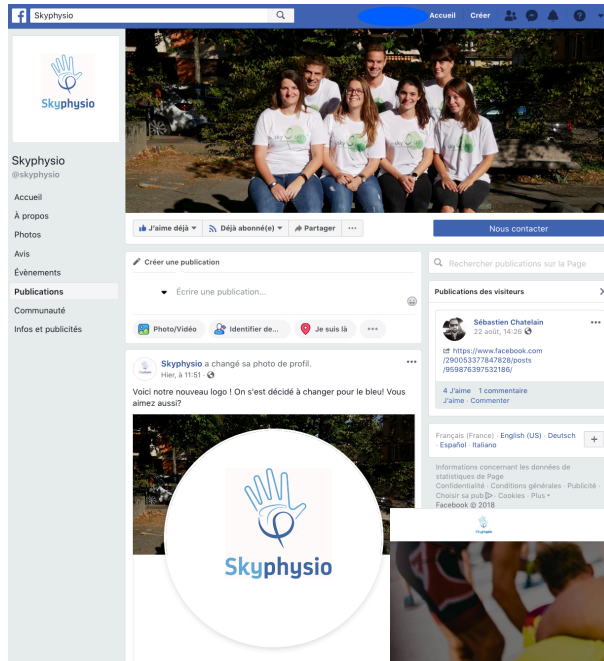 Skyphysio
Accueil Créer
Skyphysio
Skyphysio
@skyphysio
Accueil
À propos
Photos
Avis
Évènements
Publications
Communauté
Infos et publicités
J'aime déjà
Déjà abonné(e)
Partager
Nous contacter
Créer une publication
Écrire une publication...
Photo/Vidéo
Identifier de...
Je suis là
Skyphysio a changé sa photo de profil.
Hier, à 11:51 ·
Voici notre nouveau logo ! On s'est décidé à changer pour le bleu! Vous
aimez aussi?
Skyphysio
Rechercher publications sur la Page
Publications des visiteurs
Sébastien Chatelain
22 août, 14:26
https://www.facebook.com
/290053377847828/posts
/959876397532186/
4 J'aime 1 commentaire
J'aime · Commenter
Français (France) · English (US) · Deutsch
· Español · Italiano
Informations concernant les données de
statistiques de Page
Confidentialité · Conditions générales · Publicité ·
Choisir sa pub · Cookies · Plus
Facebook © 2018
Skyphysio